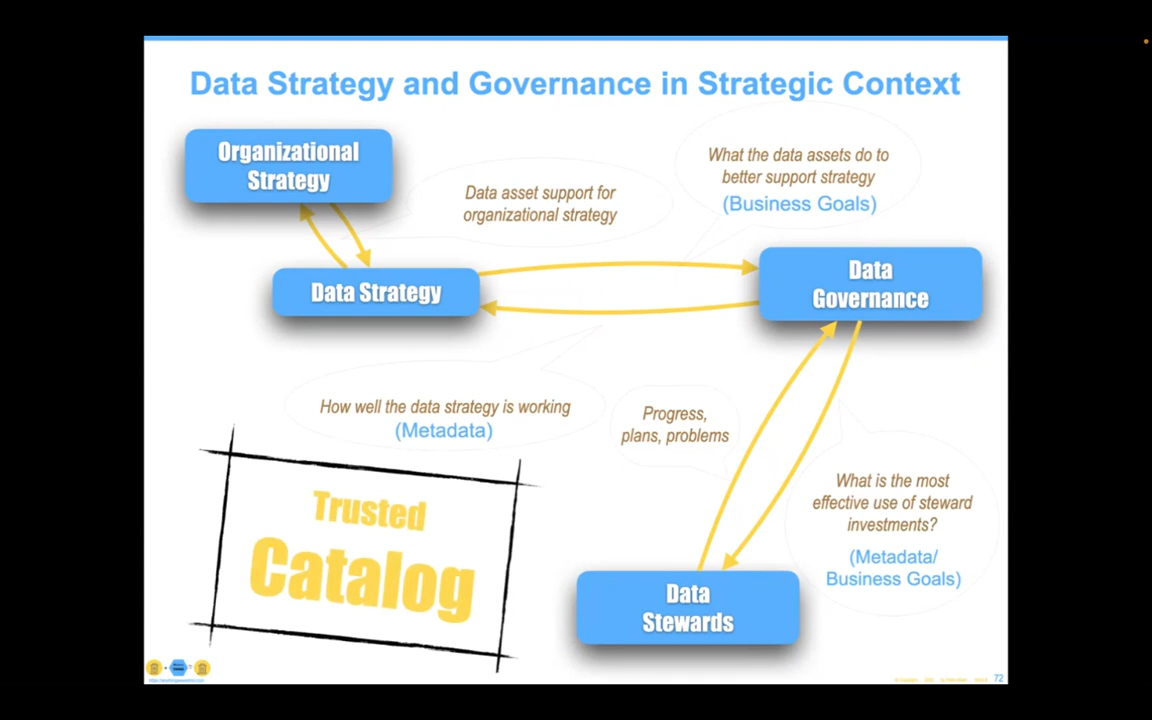 Data Strategy and Governance in Strategic Context
Organizational
Strategy
What the data assets do to
better support strategy
(Business Goals)
Data asset support for
organizational strategy
Data Strategy
Data
Governance
How well the data strategy is working
(Metadata)
Progress,
plans, problems
What is the most
effective use of steward
investments?
(Metadata/
Business Goals)
Trusted
Catalog
Data
Stewards
72